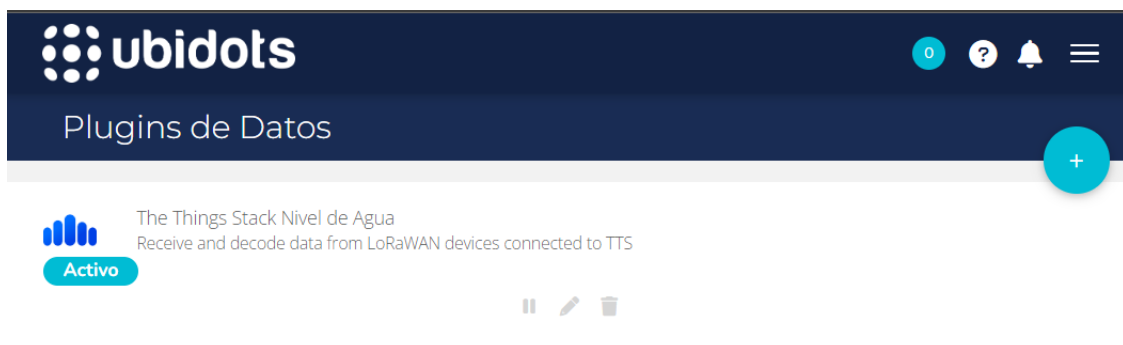 ubidots
0
?
Plugins de Datos
+
The Things Stack Nivel de Agua
Receive and decode data from LoRaWAN devices connected to TTS
Activo